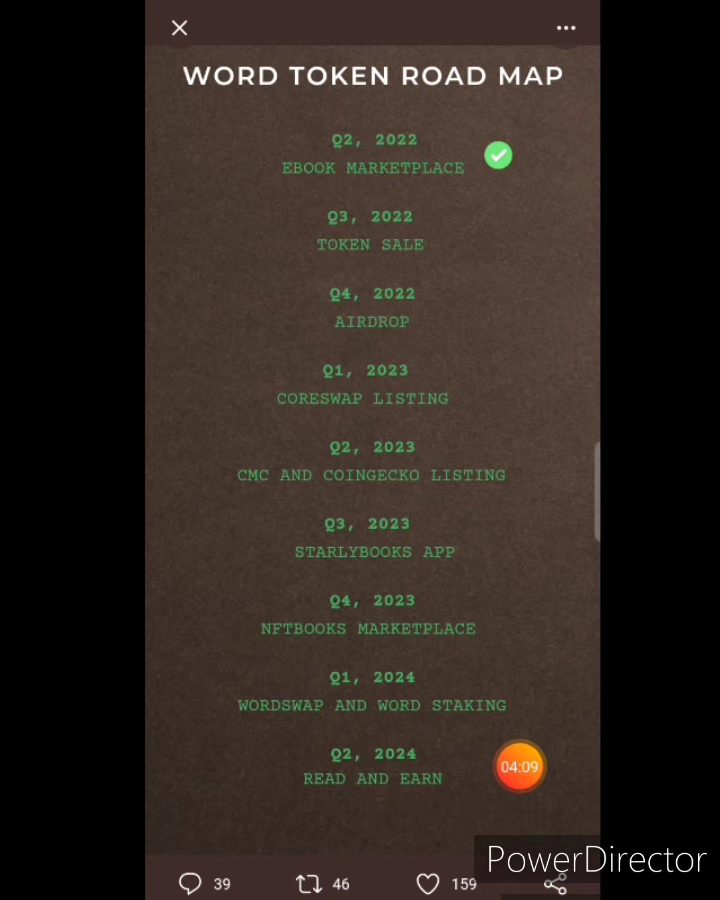 WORD TOKEN ROAD MAP
Q2, 2022
EBOOK MARKETPLACE
Q3, 2022
TOKEN SALE
Q4, 2022
AIRDROP
Q1, 2023
CORESWAP LISTING
Q2, 2023
CMC AND COINGECKO LISTING
Q3, 2023
STARLYBOOKS APP
Q4, 2023
NFTBOOKS MARKETPLACE
Q1, 2024
WORDSWAP AND WORD STAKING
Q2, 2024
READ AND EARN
04:09
PowerDirector
39 46 159